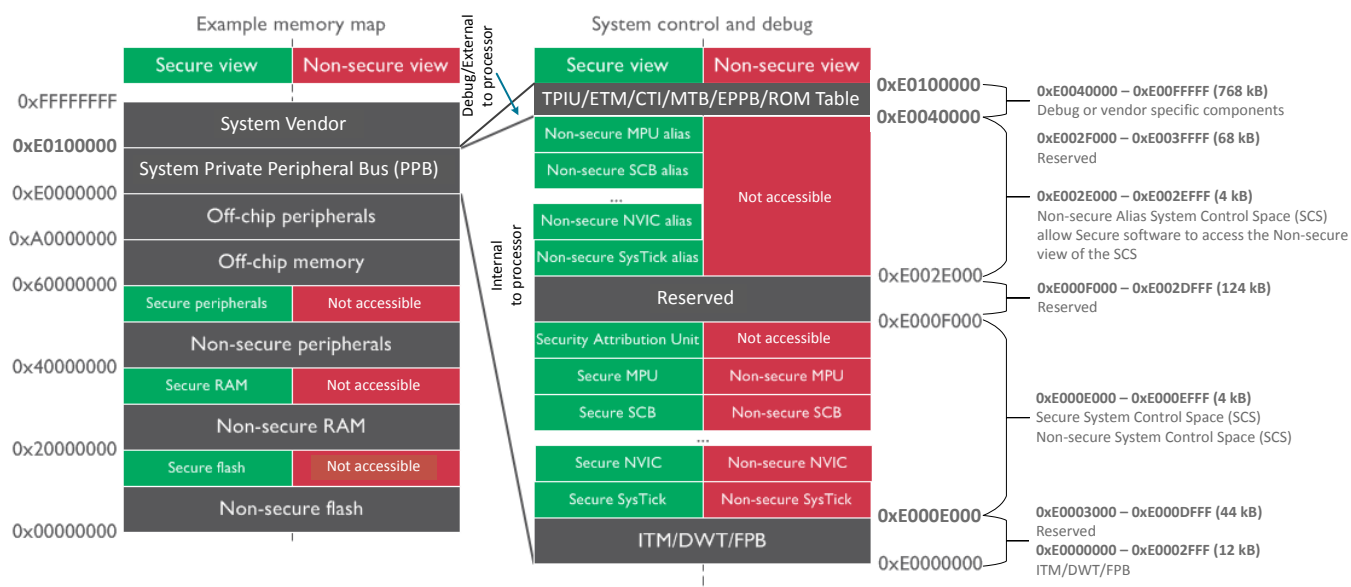 Example memory map
Secure view
Non-secure view
0xFFFFFFFF
System Vendor
0xE0100000
System Private Peripheral Bus (PPB)
0xE0000000
Off-chip peripherals
0xA0000000
Off-chip memory
0x60000000
Secure peripherals
Not accessible
Non-secure peripherals
0x40000000
Secure RAM
Not accessible
Non-secure RAM
0x20000000
Secure flash
Not accessible
Non-secure flash
0x00000000
Debug/External
to processor
Internal
to processor
System control and debug
Secure view
Non-secure view
0xE0100000
TPIU/ETM/CTI/MTB/EPPB/ROM Table
0xE0040000
Non-secure MPU alias
Non-secure SCB alias
...
Non-secure NVIC alias
Non-secure SysTick alias
Not accessible
0xE002E000
Reserved
0xE000F000
Security Attribution Unit
Not accessible
Secure MPU
Non-secure MPU
Secure SCB
Non-secure SCB
...
Secure NVIC
Non-secure NVIC
Secure SysTick
Non-secure SysTick
0xE000E000
ITM/DWT/FPB
0xE0000000
0xE0040000 – 0xE00FFFFF (768 kB)
Debug or vendor specific components
0xE002F000 – 0xE003FFFF (68 kB)
Reserved
0xE002E000 – 0xE002EFFF (4 kB)
Non-secure Alias System Control Space (SCS)
allow Secure software to access the Non-secure
view of the SCS
0xE000F000 – 0xE002DFFF (124 kB)
Reserved
0xE000E000 – 0xE000EFFF (4 kB)
Secure System Control Space (SCS)
Non-secure System Control Space (SCS)
0xE0003000 – 0xE000DFFF (44 kB)
Reserved
0xE0000000 – 0xE0002FFF (12 kB)
ITM/DWT/FPB